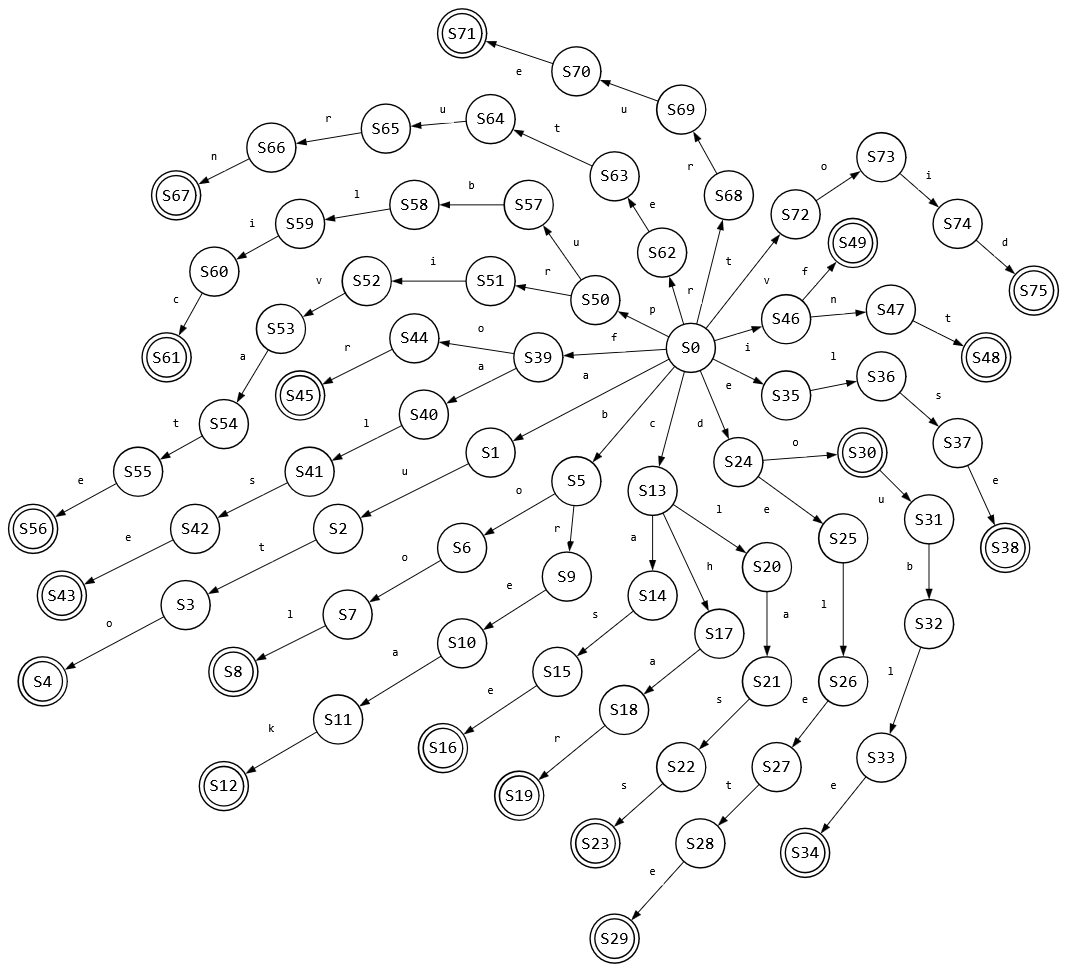 S71
e S70
u S69
r S68
t
S67 n S66 r S65 u S64 t S63 e S62 r
S72 v o S73 i S74 d S75
S49 f S46 i n S47 t S48
S61 c S60 i S59 l S58 b S57 u S50 p
S56 e S55 t S54 a S53 v S52 i S51 r
S45 r S44 o S39 f S0
S43 e S42 s S41 l S40 a
S35 e l S36 s S37 e S38
S4 o S3 t S2 u S1 a
S8 l S7 o S6 o S5 b
S12 k S11 a S10 e S9 r
S13 c
S16 e S15 s S14 a
S19 r S18 a S17 h
S23 s S22 s S21 a S20 l
S24 d o S30 u S31 b S32 l S33 e S34
S29 e S28 t S27 e S26 l S25 e